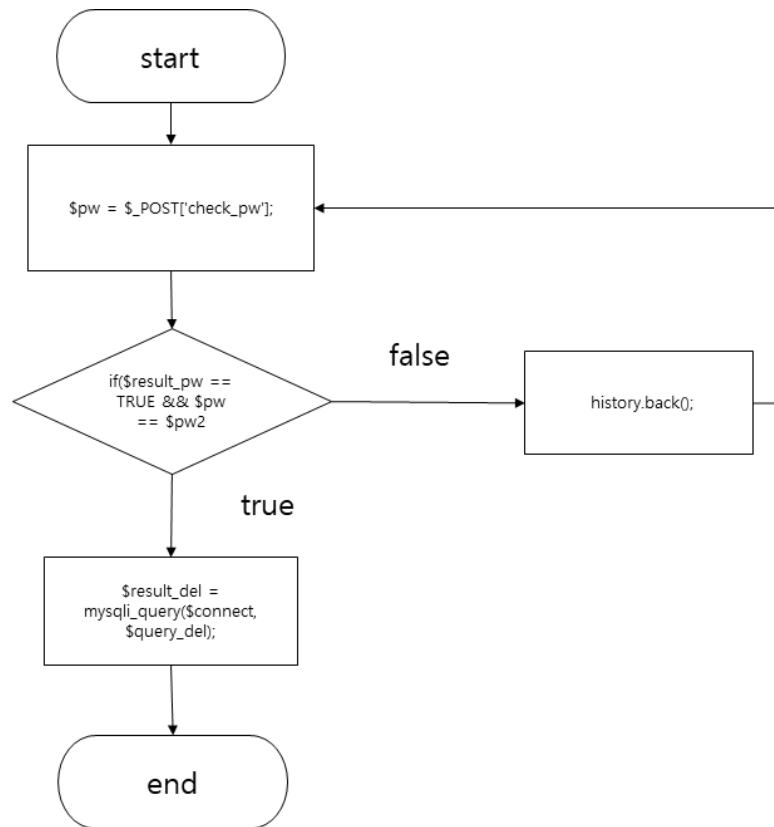 start
$pw = $_POST['check_pw'];
false
if($result_pw ==
TRUE && $pw
== $pw2
history.back();
true
$result_del =
mysqli_query($connect,
$query_del);
end